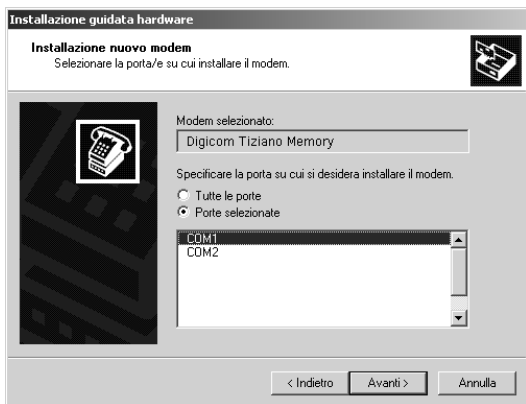 Installazione guidata hardware
Installazione nuovo modem
Selezionare la porta/e su cui installare il modem.
Modem selezionato:
Digicom Tiziano Memory
Specificare la porta su cui si desidera installare il modem.
Tutte le porte
Porte selezionate
COM1
COM2
< Indietro
Avanti >
Annulla